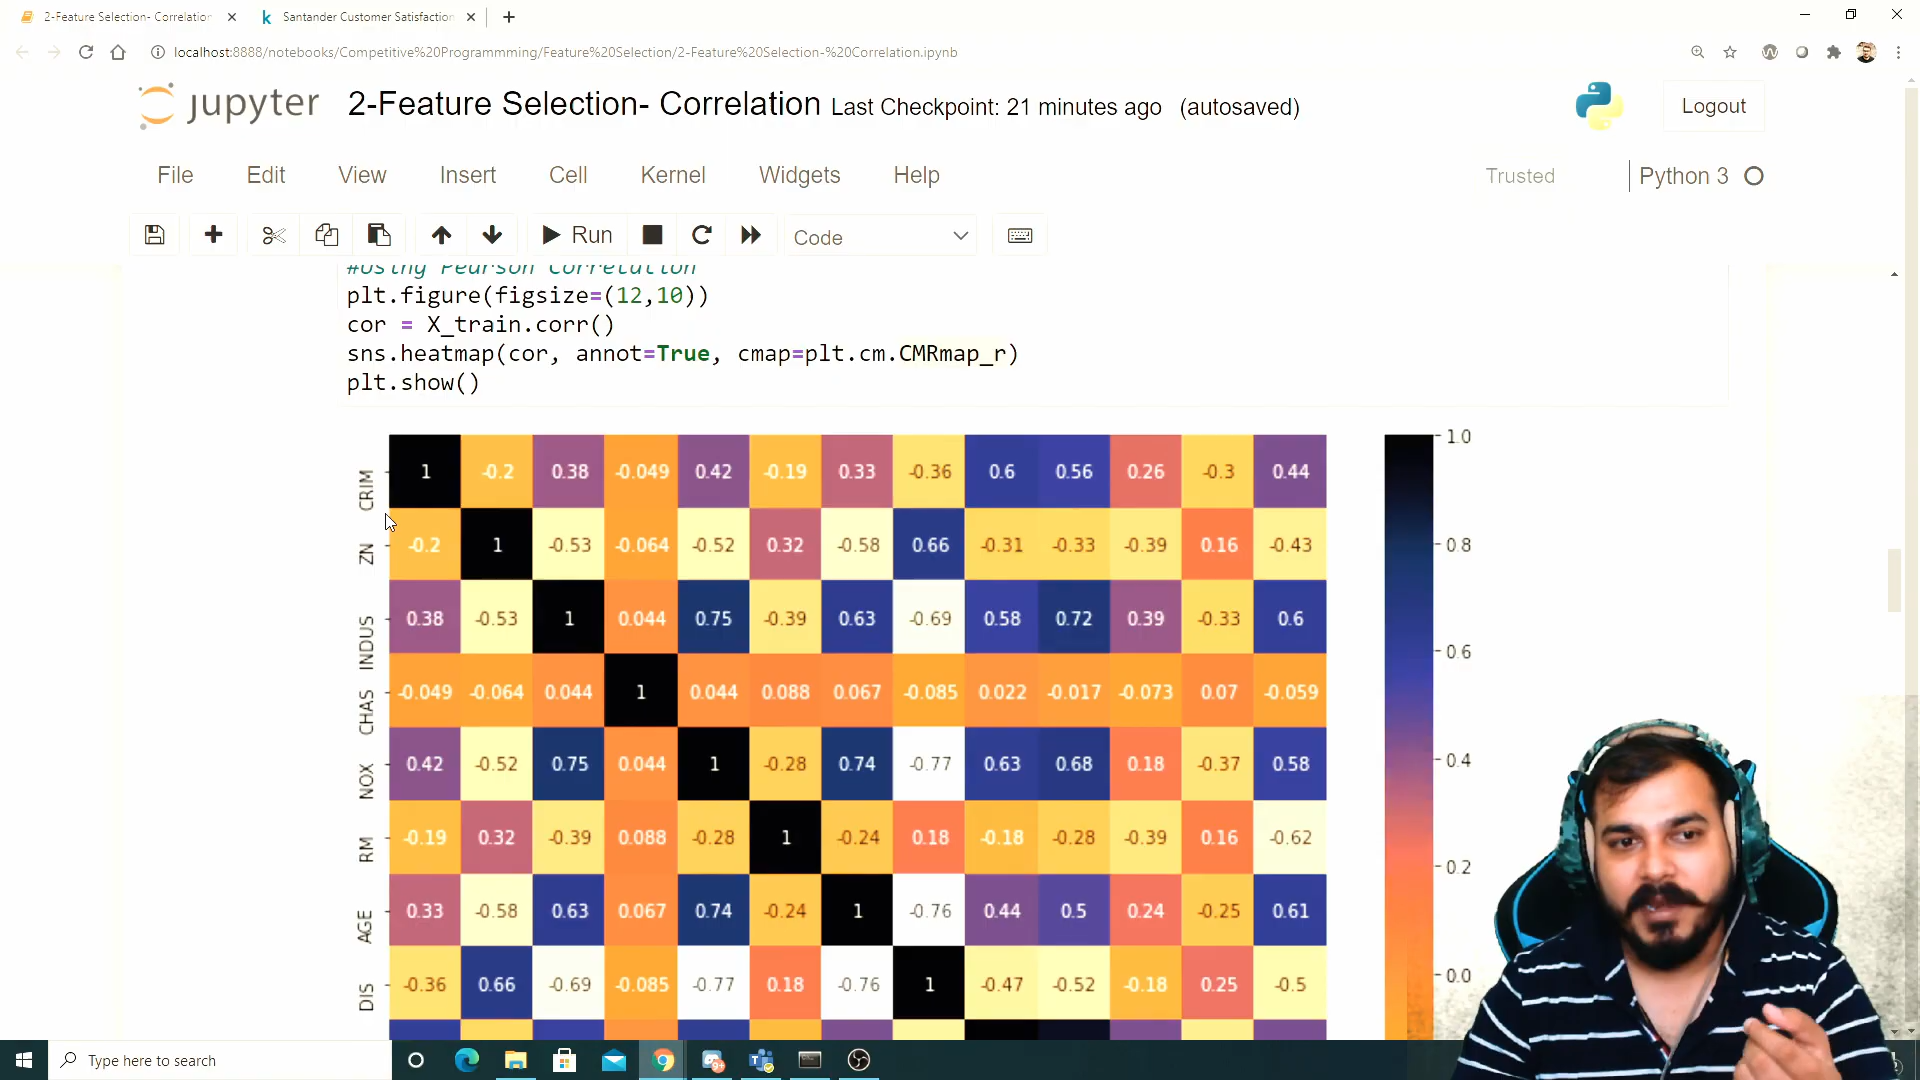 2-Feature Selection- Correlation
Santander Customer Satisfaction
localhost:8888/notebooks/Competitive%20Programmming/Feature%20Selection/2-Feature%20Selection-%20Correlation.ipynb
jupyter 2-Feature Selection- Correlation Last Checkpoint: 21 minutes ago (autosaved)
Logout
File Edit View Insert Cell Kernel Widgets Help
Trusted
Python 3
Run
Code
#Using Pearson Correlation
plt.figure(figsize=(12,10))
cor = X_train.corr()
sns.heatmap(cor, annot=True, cmap=plt.cm.CMRmap_r)
plt.show()
CRIM 1 -0.2 0.38 -0.049 0.42 -0.19 0.33 -0.36 0.6 0.56 0.26 -0.3 0.44
ZN -0.2 1 -0.53 -0.064 -0.52 0.32 -0.58 0.66 -0.31 -0.33 -0.39 0.16 -0.43
INDUS 0.38 -0.53 1 0.044 0.75 -0.39 0.63 -0.69 0.58 0.72 0.39 -0.33 0.6
CHAS -0.049 -0.064 0.044 1 0.044 0.088 0.067 -0.085 0.022 -0.017 -0.073 0.07 -0.059
NOX 0.42 -0.52 0.75 0.044 1 -0.28 0.74 -0.77 0.63 0.68 0.18 -0.37 0.58
RM -0.19 0.32 -0.39 0.088 -0.28 1 -0.24 0.18 -0.18 -0.28 -0.39 0.16 -0.62
AGE 0.33 -0.58 0.63 0.067 0.74 -0.24 1 -0.76 0.44 0.5 0.24 -0.25 0.61
DIS -0.36 0.66 -0.69 -0.085 -0.77 0.18 -0.76 1 -0.47 -0.52 -0.18 0.25 -0.5
1.0
0.8
0.6
0.4
0.2
0.0
Type here to search